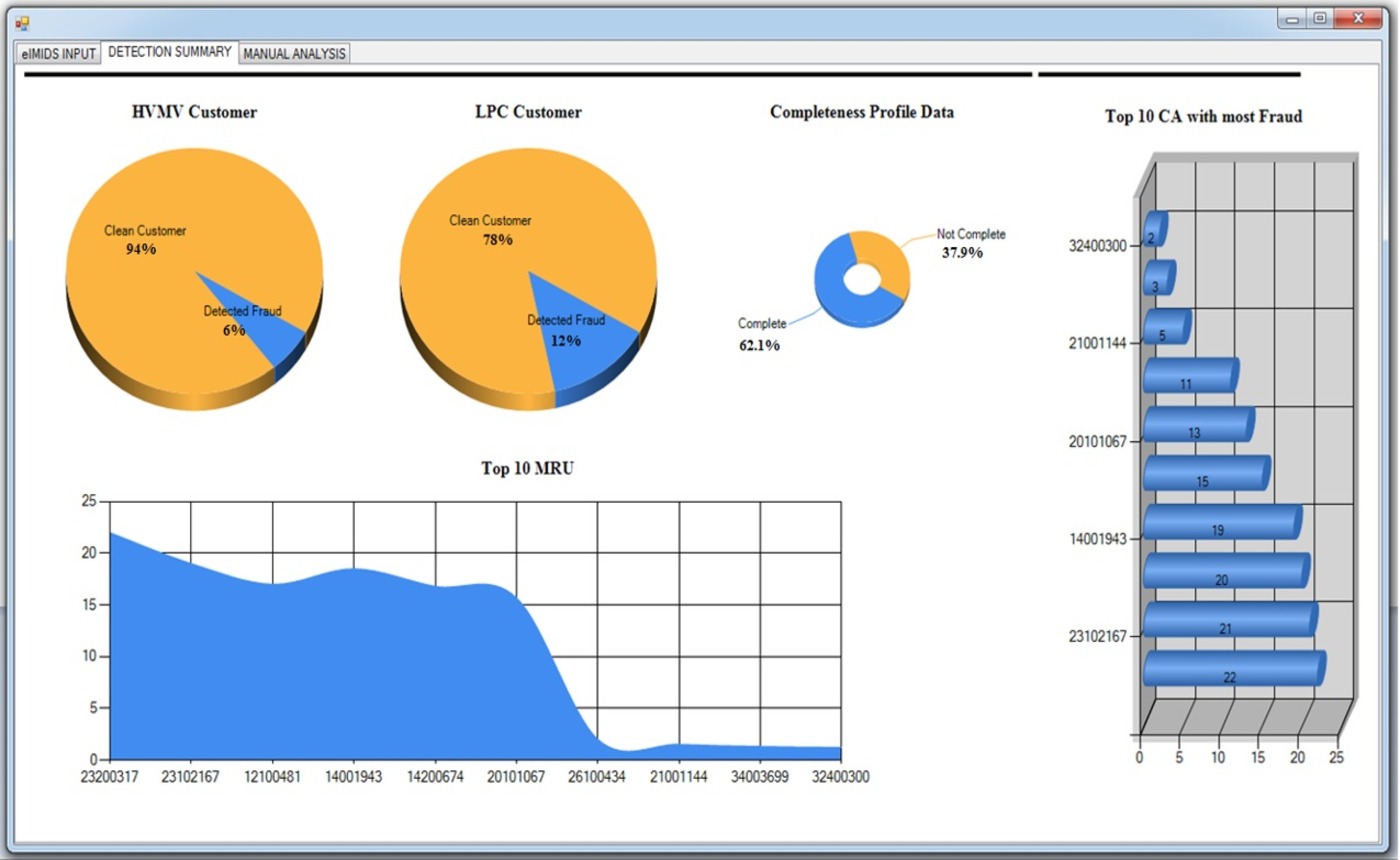 eIMIDS INPUT
DETECTION SUMMARY
MANUAL ANALYSIS
HVMV Customer
Clean Customer
94%
Detected Fraud
6%
LPC Customer
Clean Customer
78%
Detected Fraud
12%
Completeness Profile Data
Not Complete
37.9%
Complete
62.1%
Top 10 CA with most Fraud
32400300
21001144
20101067
14001943
23102167
2
3
5
11
13
15
19
20
21
22
0 5 10 15 20 25
Top 10 MRU
25
20
15
10
5
0
23200317 23102167 12100481 14001943 14200674 20101067 26100434 21001144 34003699 32400300